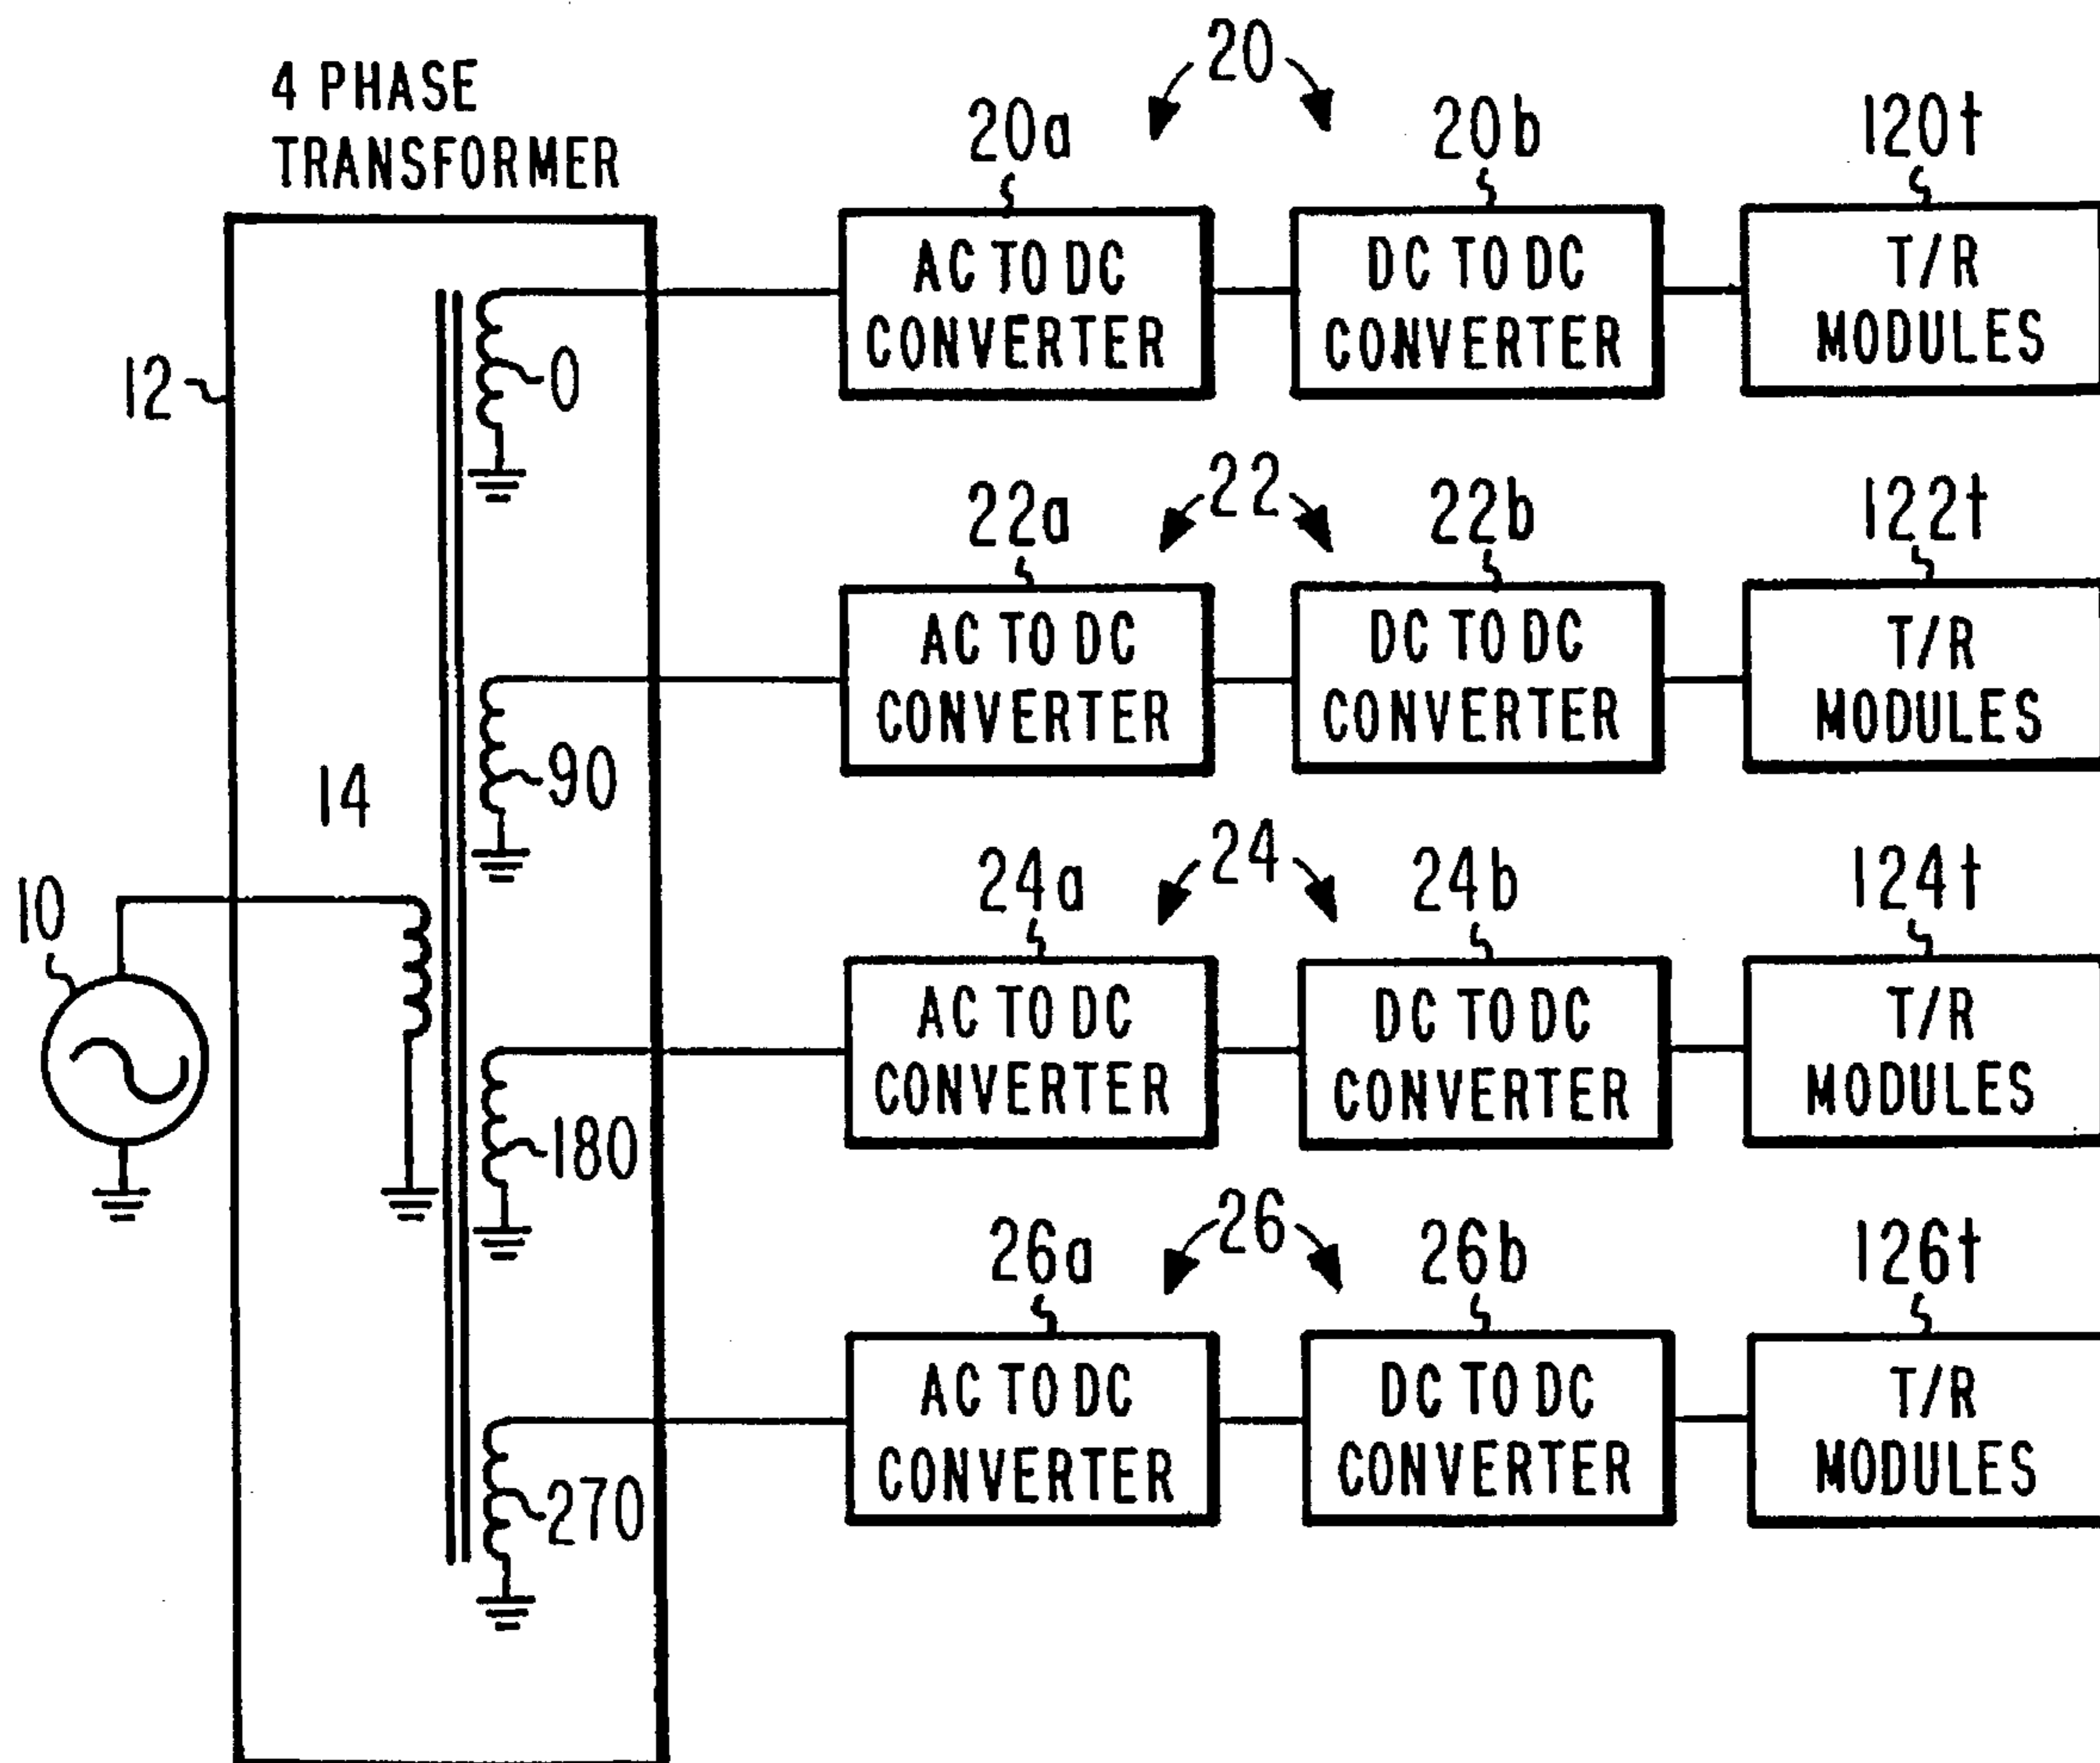 4 PHASE
TRANSFORMER
12
14
10
0
90
180
270
20
20a
20b
120t
AC TO DC
CONVERTER
DC TO DC
CONVERTER
T/R
MODULES
22
22a
22b
122t
AC TO DC
CONVERTER
DC TO DC
CONVERTER
T/R
MODULES
24
24a
24b
124t
AC TO DC
CONVERTER
DC TO DC
CONVERTER
T/R
MODULES
26
26a
26b
126t
AC TO DC
CONVERTER
DC TO DC
CONVERTER
T/R
MODULES